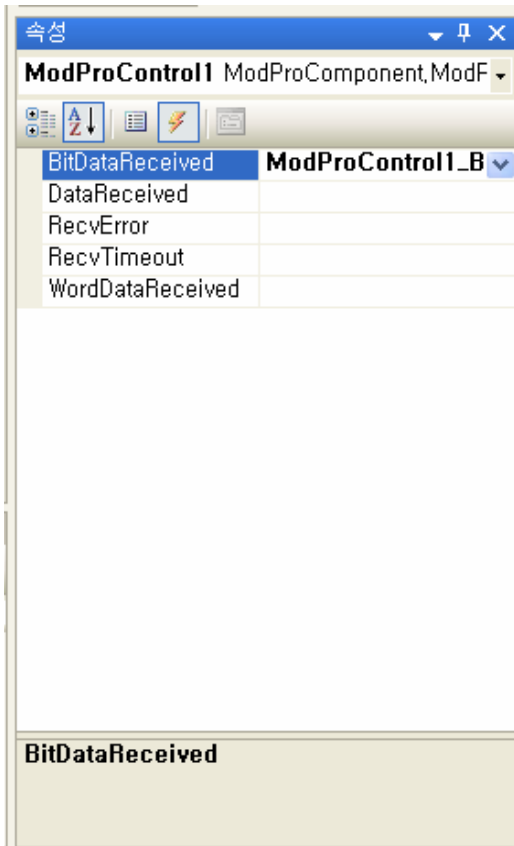 속성
ModProControl1 ModProComponent,ModF
BitDataReceived ModProControl1_B
DataReceived
RecvError
RecvTimeout
WordDataReceived
BitDataReceived